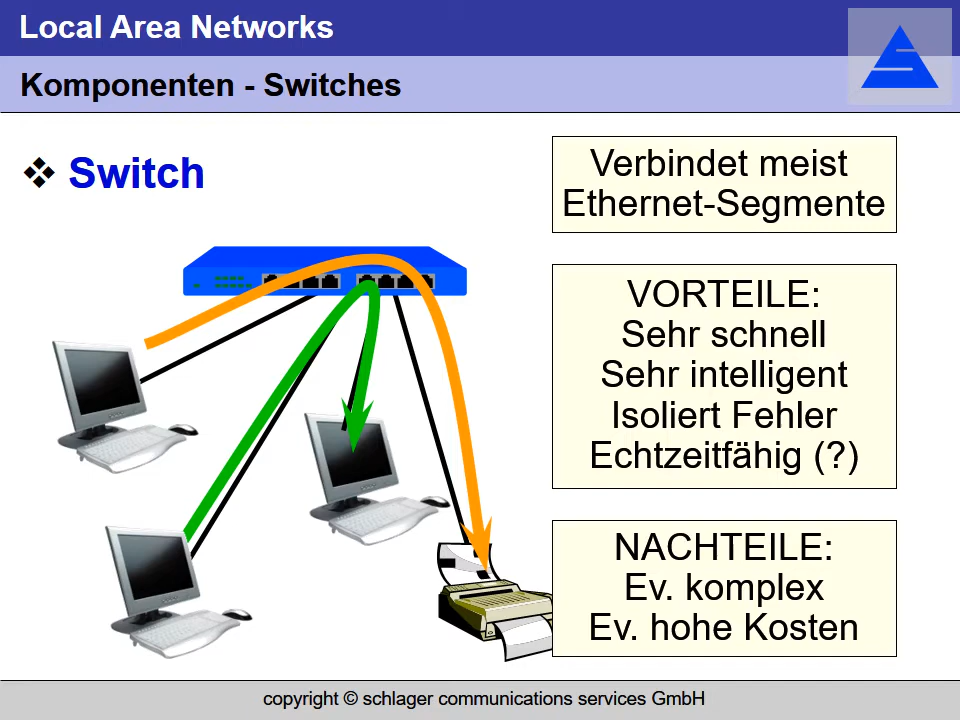 Local Area Networks
Komponenten - Switches
Switch
Verbindet meist
Ethernet-Segmente
VORTEILE:
Sehr schnell
Sehr intelligent
Isoliert Fehler
Echtzeitfähig (?)
NACHTEILE:
Ev. komplex
Ev. hohe Kosten
copyright © schlager communications services GmbH